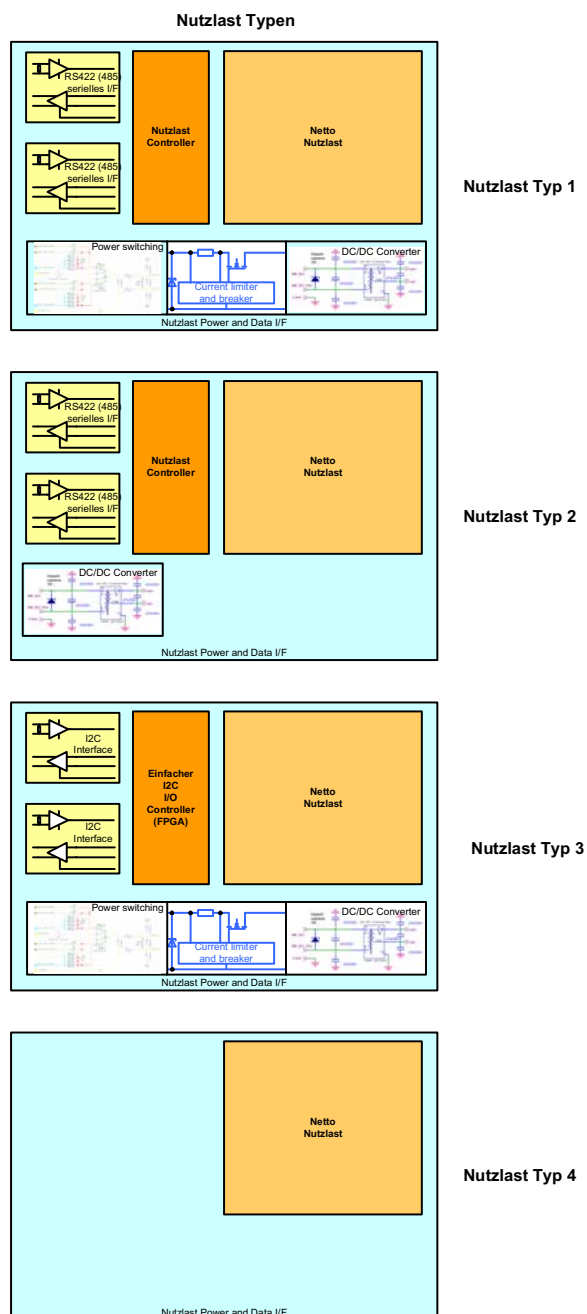 Nutzlast Typen
RS422 (485)
serielles I/F
RS422 (485)
serielles I/F
Nutzlast
Controller
Netto
Nutzlast
Nutzlast Typ 1
Power switching
Current limiter
and breaker
DC/DC Converter
Nutzlast Power and Data I/F
RS422 (485)
serielles I/F
RS422 (485)
serielles I/F
Nutzlast
Controller
Netto
Nutzlast
Nutzlast Typ 2
DC/DC Converter
Nutzlast Power and Data I/F
I2C
Interface
I2C
Interface
Einfacher
I2C
I/O
Controller
(FPGA)
Netto
Nutzlast
Nutzlast Typ 3
Power switching
Current limiter
and breaker
DC/DC Converter
Nutzlast Power and Data I/F
Netto
Nutzlast
Nutzlast Typ 4
Nutzlast Power and Data I/F